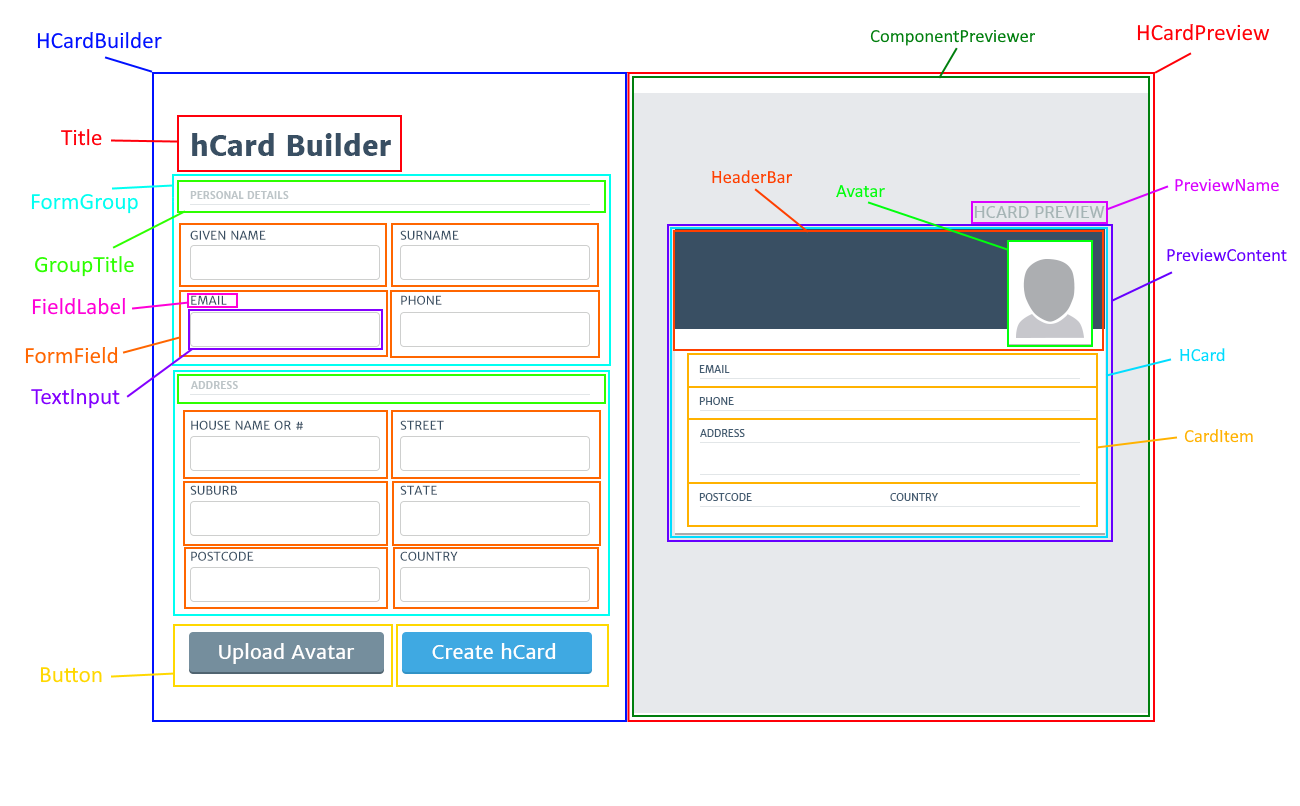 HCardBuilder
ComponentPreviewer
HCardPreview
Title
hCard Builder
FormGroup
PERSONAL DETAILS
GroupTitle
GIVEN NAME
SURNAME
FieldLabel
EMAIL
PHONE
FormField
TextInput
ADDRESS
HOUSE NAME OR #
STREET
SUBURB
STATE
POSTCODE
COUNTRY
Button
Upload Avatar
Create hCard
HeaderBar
Avatar
PreviewName
HCARD PREVIEW
PreviewContent
HCard
EMAIL
PHONE
ADDRESS
CardItem
POSTCODE
COUNTRY